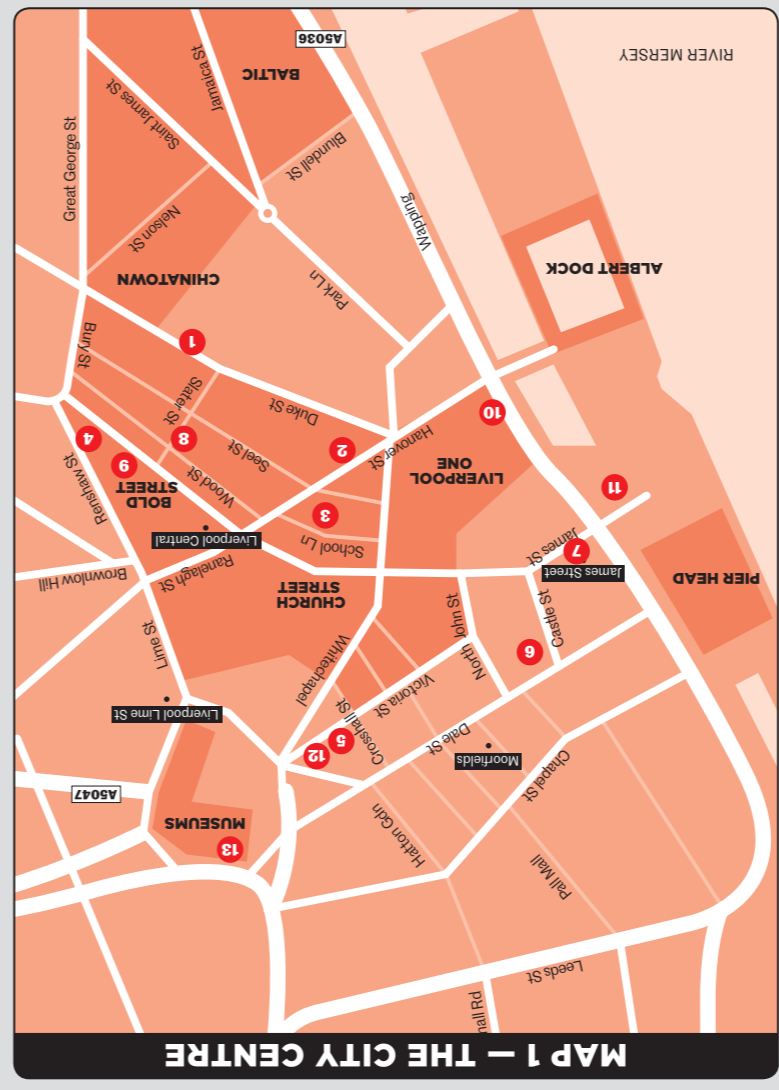 MAP 1 — THE CITY CENTRE
Leeds St
nall Rd
Pall Mall
Hatton Gdn
Chapel St
13
MUSEUMS
A5047
Moorfields
Dale St
Crosshall St
Victoria St
5
12
Liverpool Lime St
Lime St
Whitechapel
North John St
6
Castle St
PIER HEAD
James Street
7
James St
11
CHURCH
STREET
Ranelagh St
Brownlow Hill
School Ln
Liverpool Central
3
LIVERPOOL
ONE
Hanover St
2
Wood St
Seel St
8
BOLD
STREET
9
Renshaw St
4
10
Duke St
Slater St
1
Bury St
Park Ln
CHINATOWN
ALBERT DOCK
Nelson St
Wapping
Great George St
Blundell St
Saint James St
Jamaica St
BALTIC
A5036
RIVER MERSEY